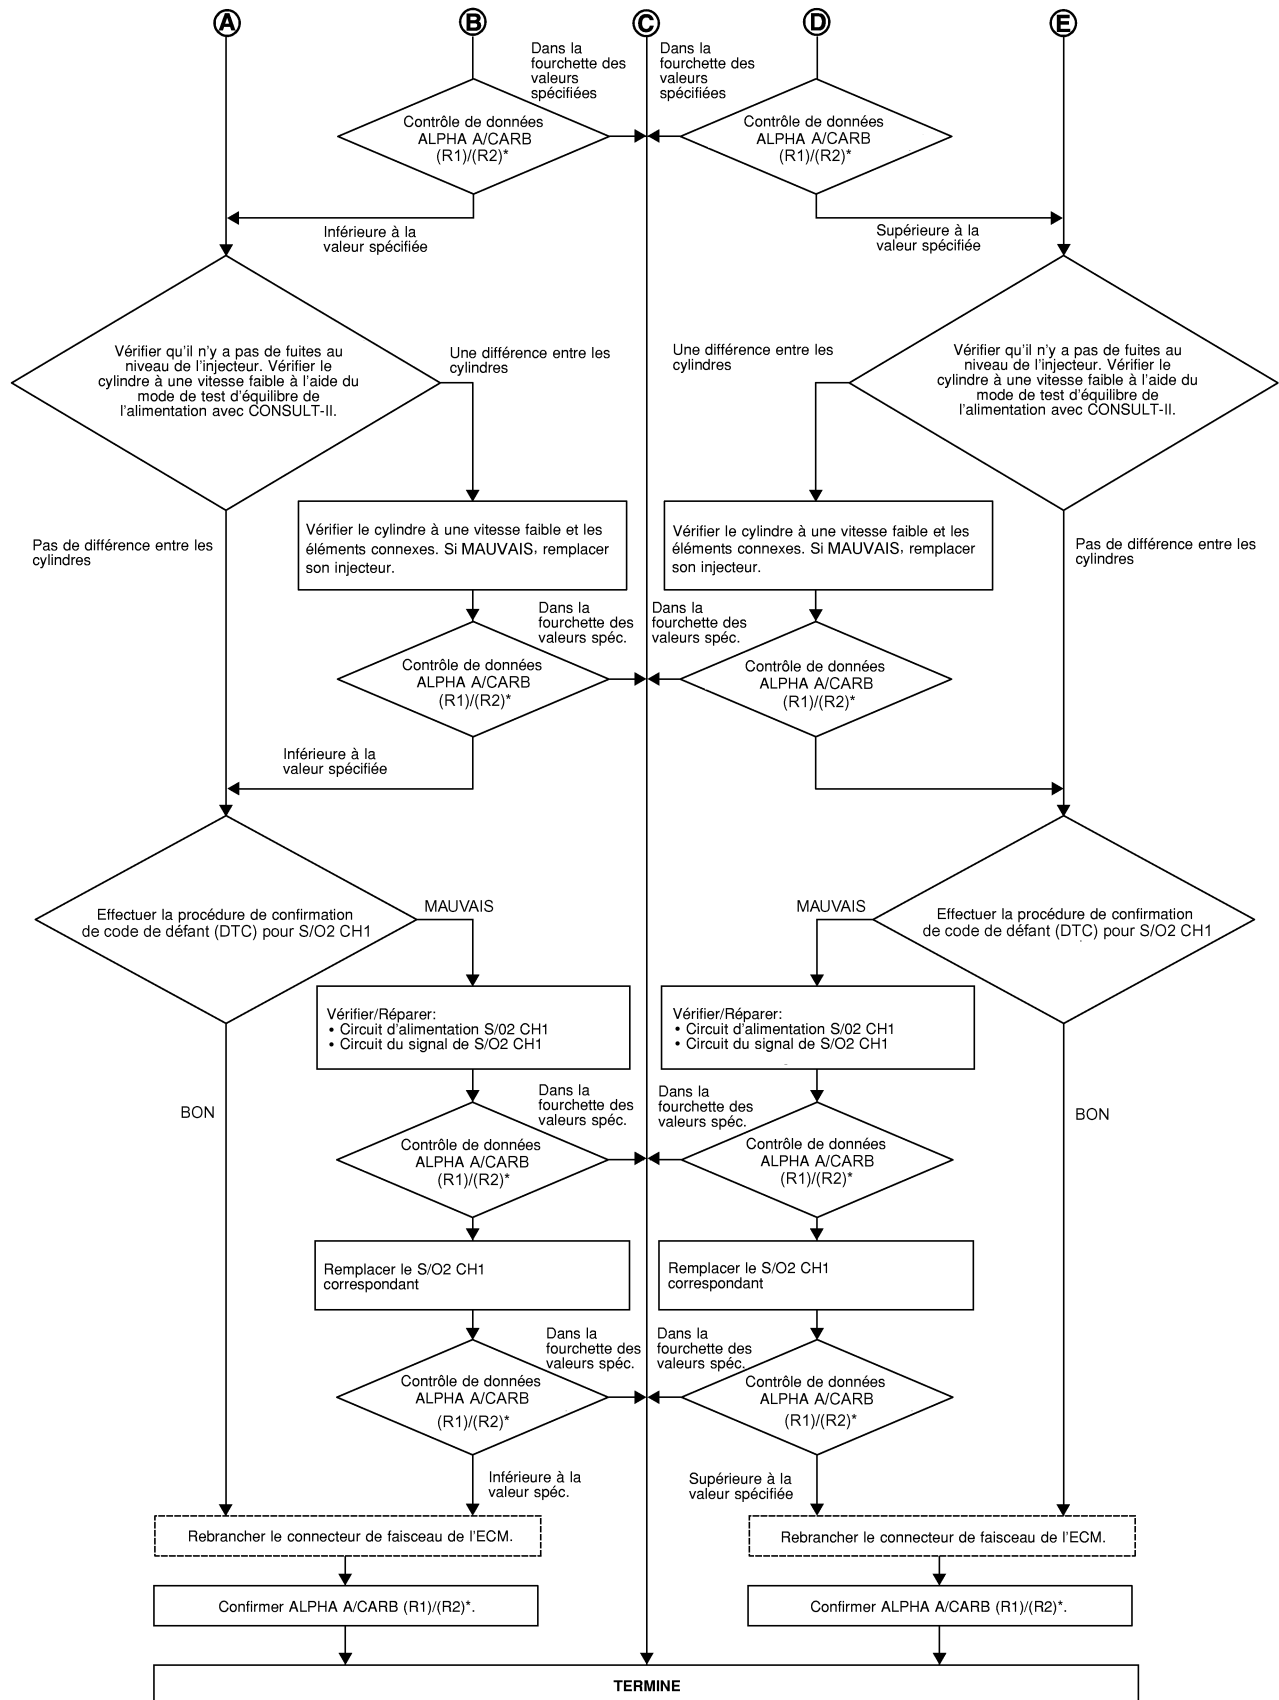 A
B
C
D
E
Dans la
fourchette des
valeurs
spécifiées
Dans la
fourchette des
valeurs
spécifiées
Contrôle de données
ALPHA A/CARB
(R1)/(R2)*
Contrôle de données
ALPHA A/CARB
(R1)/(R2)*
Inférieure à la
valeur spécifiée
Supérieure à la
valeur spécifiée
Vérifier qu'il n'y a pas de fuites au
niveau de l'injecteur. Vérifier le
cylindre à une vitesse faible à l'aide du
mode de test d'équilibre de
l'alimentation avec CONSULT-II.
Une différence entre les
cylindres
Une différence entre les
cylindres
Vérifier qu'il n'y a pas de fuites au
niveau de l'injecteur. Vérifier le
cylindre à une vitesse faible à l'aide du
mode de test d'équilibre de
l'alimentation avec CONSULT-II.
Pas de différence entre les
cylindres
Vérifier le cylindre à une vitesse faible et les
éléments connexes. Si MAUVAIS, remplacer
son injecteur.
Vérifier le cylindre à une vitesse faible et les
éléments connexes. Si MAUVAIS, remplacer
son injecteur.
Pas de différence entre les
cylindres
Dans la
fourchette des
valeurs spéc.
Dans la
fourchette des
valeurs spéc.
Contrôle de données
ALPHA A/CARB
(R1)/(R2)*
Contrôle de données
ALPHA A/CARB
(R1)/(R2)*
Inférieure à la
valeur spécifiée
Effectuer la procédure de confirmation
de code de défant (DTC) pour S/O2 CH1
MAUVAIS
MAUVAIS
Effectuer la procédure de confirmation
de code de défant (DTC) pour S/O2 CH1
Vérifier/Réparer:
• Circuit d'alimentation S/02 CH1
• Circuit du signal de S/O2 CH1
Vérifier/Réparer:
• Circuit d'alimentation S/02 CH1
• Circuit du signal de S/O2 CH1
BON
Dans la
fourchette des
valeurs spéc.
Dans la
fourchette des
valeurs spéc.
BON
Contrôle de données
ALPHA A/CARB
(R1)/(R2)*
Contrôle de données
ALPHA A/CARB
(R1)/(R2)*
Remplacer le S/O2 CH1
correspondant
Remplacer le S/O2 CH1
correspondant
Dans la
fourchette des
valeurs spéc.
Dans la
fourchette des
valeurs spéc.
Contrôle de données
ALPHA A/CARB
(R1)/(R2)*
Contrôle de données
ALPHA A/CARB
(R1)/(R2)*
Inférieure à la
valeur spéc.
Supérieure à la
valeur spécifiée
Rebrancher le connecteur de faisceau de l'ECM.
Rebrancher le connecteur de faisceau de l'ECM.
Confirmer ALPHA A/CARB (R1)/(R2)*.
Confirmer ALPHA A/CARB (R1)/(R2)*.
TERMINE